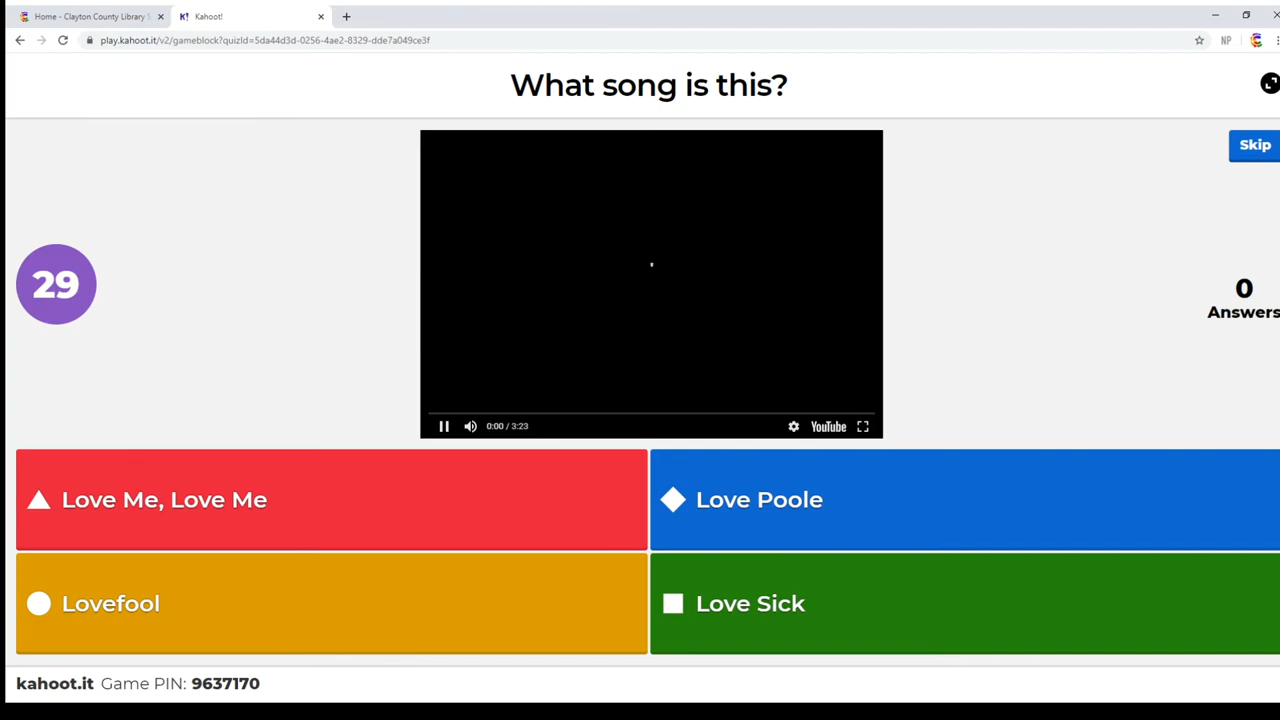 Home - Clayton County Library S
K! Kahoot!
play.kahoot.it/v2/gameblock?quizId=5da44d3d-0256-4ae2-8329-dde7a049ce3f
NP
What song is this?
Skip
29
0
Answers
0:00 / 3:23
YouTube
Love Me, Love Me
Love Poole
Lovefool
Love Sick
kahoot.it Game PIN: 9637170